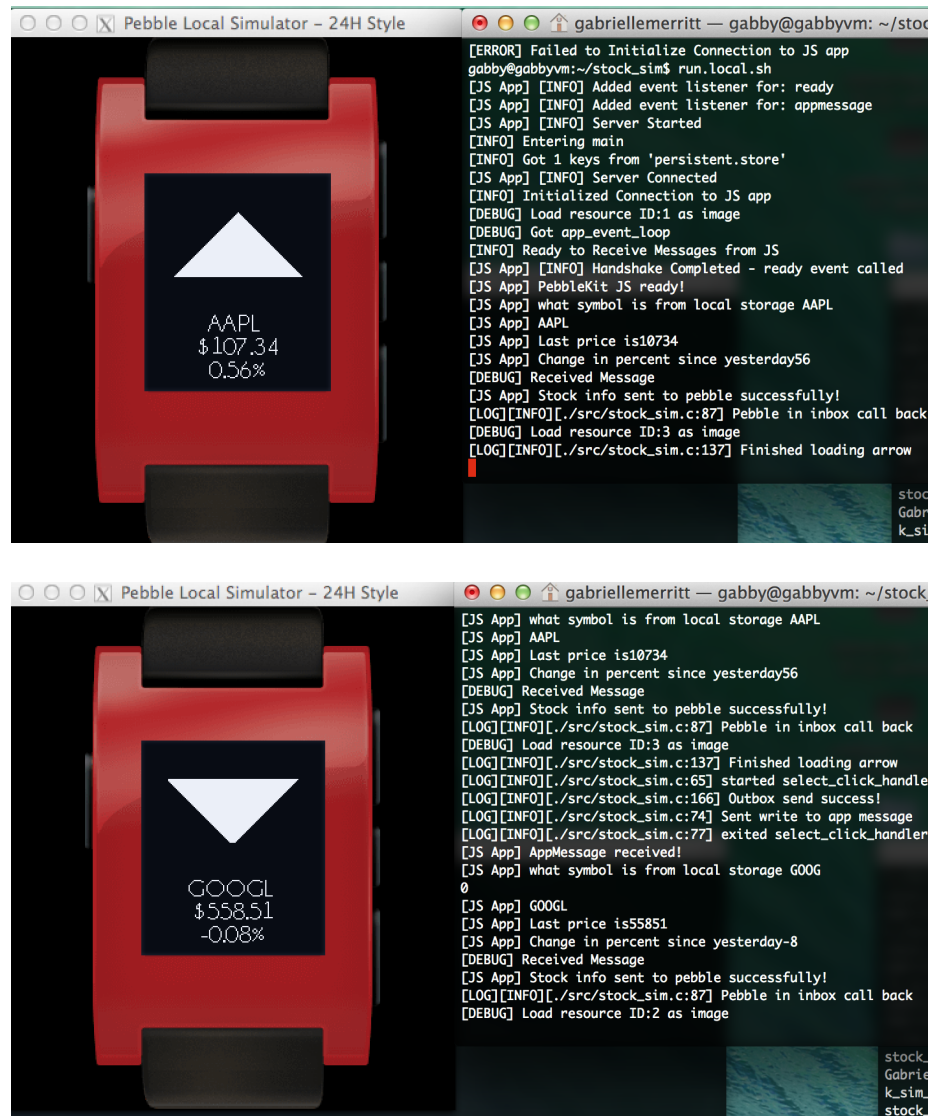 Pebble Local Simulator – 24H Style
gabriellemerritt — gabby@gabbyvm: ~/stoc
[ERROR] Failed to Initialize Connection to JS app
gabby@gabbyvm:~/stock_sim$ run.local.sh
[JS App] [INFO] Added event listener for: ready
[JS App] [INFO] Added event listener for: appmessage
[JS App] [INFO] Server Started
[INFO] Entering main
[INFO] Got 1 keys from 'persistent.store'
[JS App] [INFO] Server Connected
[INFO] Initialized Connection to JS app
[DEBUG] Load resource ID:1 as image
[DEBUG] Got app_event_loop
[INFO] Ready to Receive Messages from JS
[JS App] [INFO] Handshake Completed - ready event called
[JS App] PebbleKit JS ready!
[JS App] what symbol is from local storage AAPL
[JS App] AAPL
[JS App] Last price is10734
[JS App] Change in percent since yesterday56
[DEBUG] Received Message
[JS App] Stock info sent to pebble successfully!
[LOG][INFO][./src/stock_sim.c:87] Pebble in inbox call back
[DEBUG] Load resource ID:3 as image
[LOG][INFO][./src/stock_sim.c:137] Finished loading arrow
AAPL
$107.34
0.56%
stoc
Gabr
k_si
Pebble Local Simulator – 24H Style
gabriellemerritt — gabby@gabbyvm: ~/stock_
[JS App] what symbol is from local storage AAPL
[JS App] AAPL
[JS App] Last price is10734
[JS App] Change in percent since yesterday56
[DEBUG] Received Message
[JS App] Stock info sent to pebble successfully!
[LOG][INFO][./src/stock_sim.c:87] Pebble in inbox call back
[DEBUG] Load resource ID:3 as image
[LOG][INFO][./src/stock_sim.c:137] Finished loading arrow
[LOG][INFO][./src/stock_sim.c:65] started select_click_handle
[LOG][INFO][./src/stock_sim.c:166] Outbox send success!
[LOG][INFO][./src/stock_sim.c:74] Sent write to app message
[LOG][INFO][./src/stock_sim.c:77] exited select_click_handler
[JS App] AppMessage received!
[JS App] what symbol is from local storage GOOG
0
[JS App] GOOGL
[JS App] Last price is55851
[JS App] Change in percent since yesterday-8
[DEBUG] Received Message
[JS App] Stock info sent to pebble successfully!
[LOG][INFO][./src/stock_sim.c:87] Pebble in inbox call back
[DEBUG] Load resource ID:2 as image
GOOGL
$558.51
-0.08%
stock_
Gabrie
k_sim_
stock_